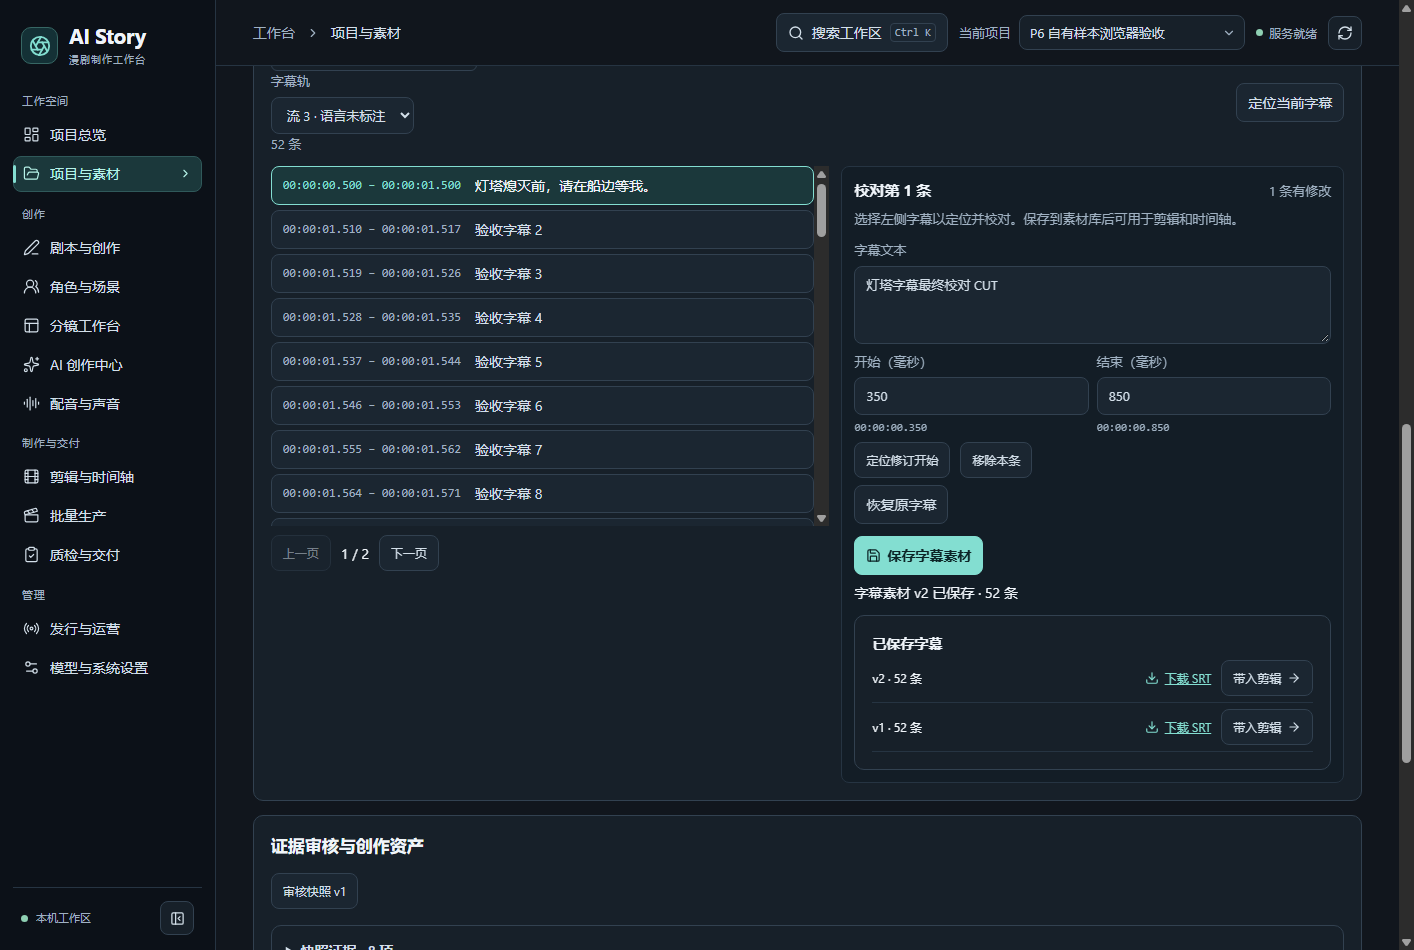 AI Story
漫剧制作工作台
工作空间
项目总览
项目与素材
创作
剧本与创作
角色与场景
分镜工作台
AI 创作中心
配音与声音
制作与交付
剪辑与时间轴
批量生产
质检与交付
管理
发行与运营
模型与系统设置
本机工作区
工作台 > 项目与素材
搜索工作区 Ctrl K
当前项目
P6 自有样本浏览器验收
服务就绪
字幕轨
流 3 · 语言未标注
定位当前字幕
52 条
00:00:00.500 – 00:00:01.500 灯塔熄灭前，请在船边等我。
00:00:01.510 – 00:00:01.517 验收字幕 2
00:00:01.519 – 00:00:01.526 验收字幕 3
00:00:01.528 – 00:00:01.535 验收字幕 4
00:00:01.537 – 00:00:01.544 验收字幕 5
00:00:01.546 – 00:00:01.553 验收字幕 6
00:00:01.555 – 00:00:01.562 验收字幕 7
00:00:01.564 – 00:00:01.571 验收字幕 8
上一页 1 / 2 下一页
校对第 1 条
1 条有修改
选择左侧字幕以定位并校对。保存到素材库后可用于剪辑和时间轴。
字幕文本
灯塔字幕最终校对 CUT
开始（毫秒） 结束（毫秒）
350 850
00:00:00.350 00:00:00.850
定位修订开始 移除本条
恢复原字幕
保存字幕素材
字幕素材 v2 已保存 · 52 条
已保存字幕
v2 · 52 条 下载 SRT 带入剪辑 →
v1 · 52 条 下载 SRT 带入剪辑 →
证据审核与创作资产
审核快照 v1
快照证据 · 8 项